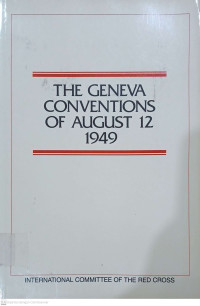 THE GENEVA
CONVENTIONS
OF AUGUST 12
1949
INTERNATIONAL COMMITTEE OF THE RED CROSS